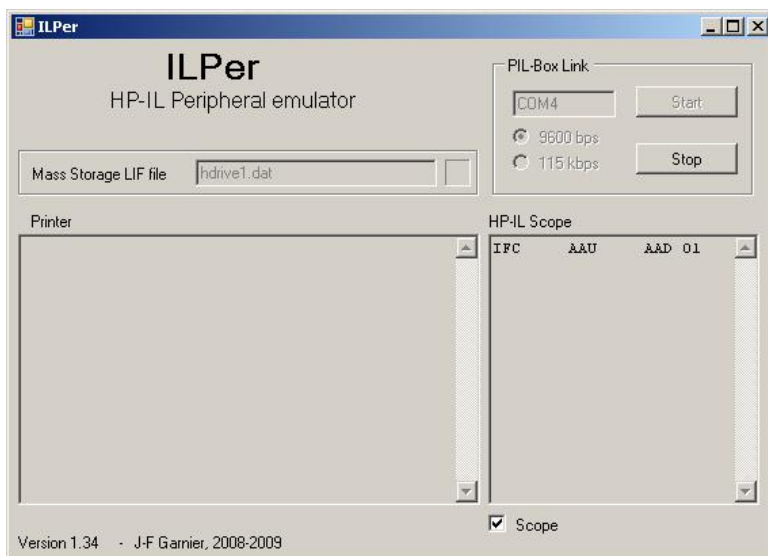 ILPer
ILPer
HP-IL Peripheral emulator
PIL-Box Link
COM4
Start
9600 bps
115 kbps
Stop
Mass Storage LIF file
hdrive1.dat
Printer
HP-IL Scope
IFC AAU AAD 01
Scope
Version 1.34 - J-F Garnier, 2008-2009